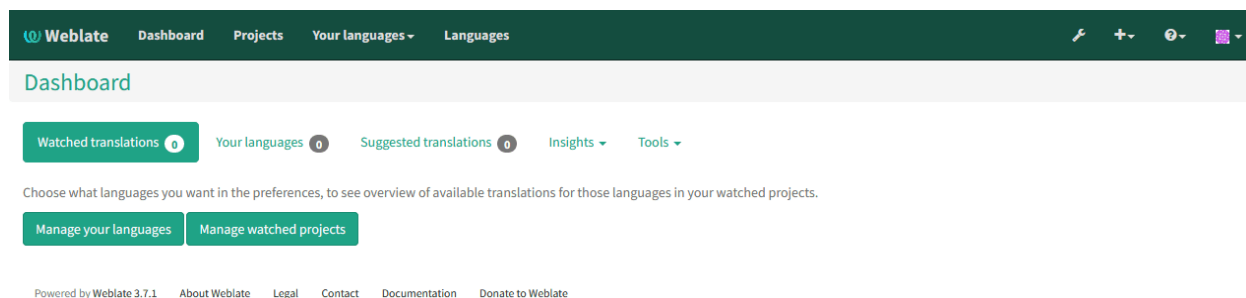 Weblate Dashboard Projects Your languages Languages
Dashboard
Watched translations 0 Your languages 0 Suggested translations 0 Insights Tools
Choose what languages you want in the preferences, to see overview of available translations for those languages in your watched projects.
Manage your languages Manage watched projects
Powered by Weblate 3.7.1 About Weblate Legal Contact Documentation Donate to Weblate